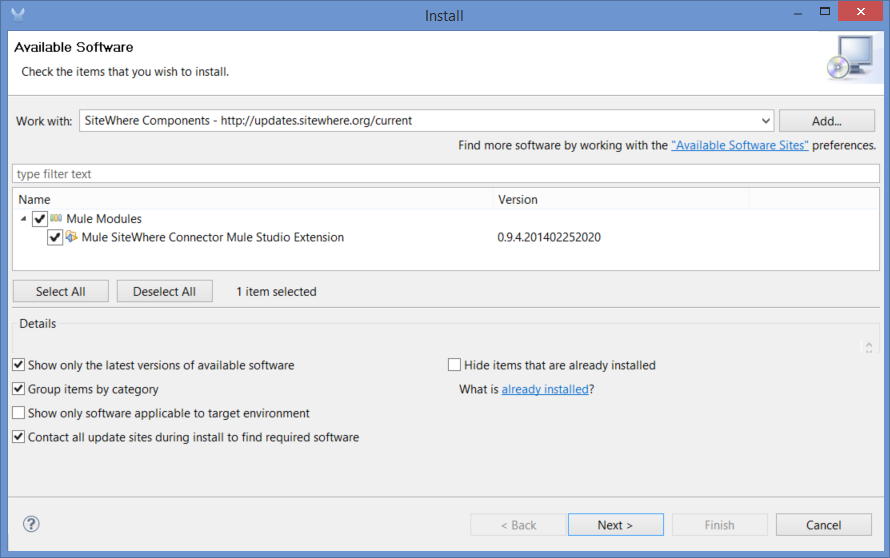 Install
Available Software
Check the items that you wish to install.
Work with: SiteWhere Components - http://updates.sitewhere.org/current Add...
Find more software by working with the "Available Software Sites" preferences.
type filter text
Name Version
Mule Modules
Mule SiteWhere Connector Mule Studio Extension 0.9.4.201402252020
Select All Deselect All 1 item selected
Details
Show only the latest versions of available software Hide items that are already installed
Group items by category What is already installed?
Show only software applicable to target environment
Contact all update sites during install to find required software
? < Back Next > Finish Cancel